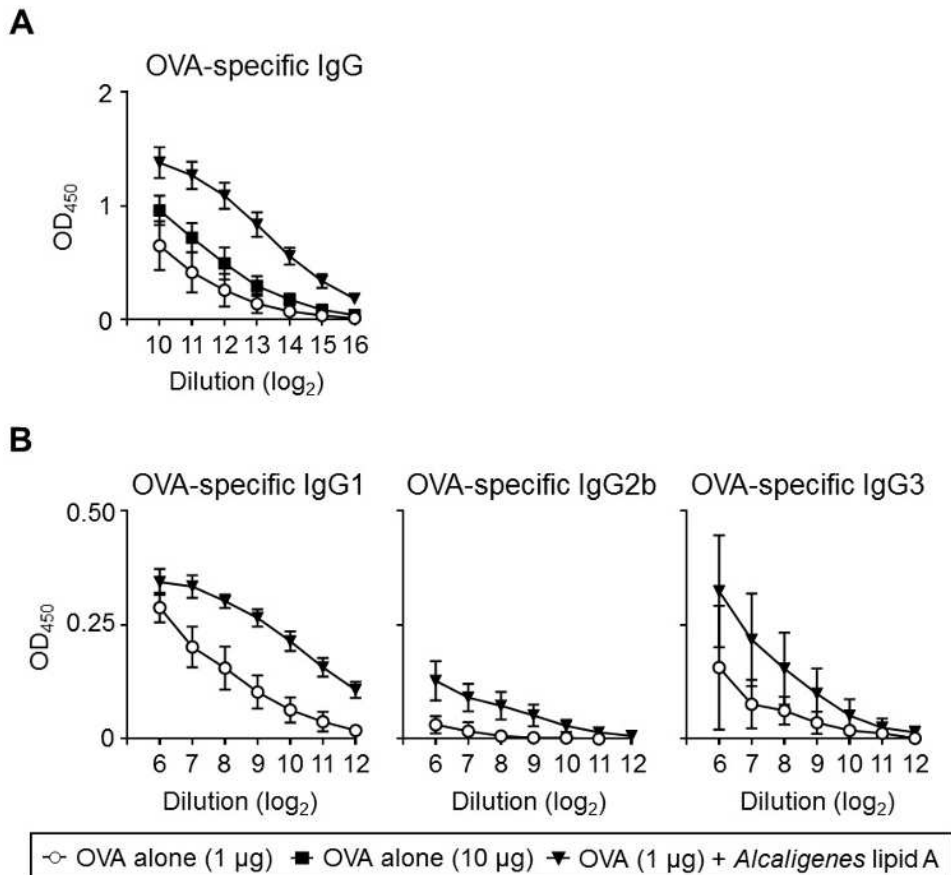 A
OVA-specific IgG
2
1
0
OD450
10 11 12 13 14 15 16
Dilution (log2)
B
OVA-specific IgG1 OVA-specific IgG2b OVA-specific IgG3
0.50
0.25
0
OD450
6 7 8 9 10 11 12 6 7 8 9 10 11 12 6 7 8 9 10 11 12
Dilution (log2) Dilution (log2) Dilution (log2)
OVA alone (1 μg) OVA alone (10 μg) OVA (1 μg) + Alcaligenes lipid A